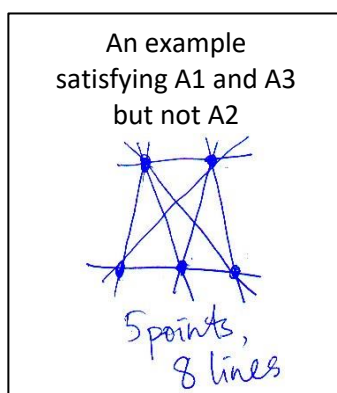 An example
satisfying A1 and A3
but not A2
5 points,
8 lines